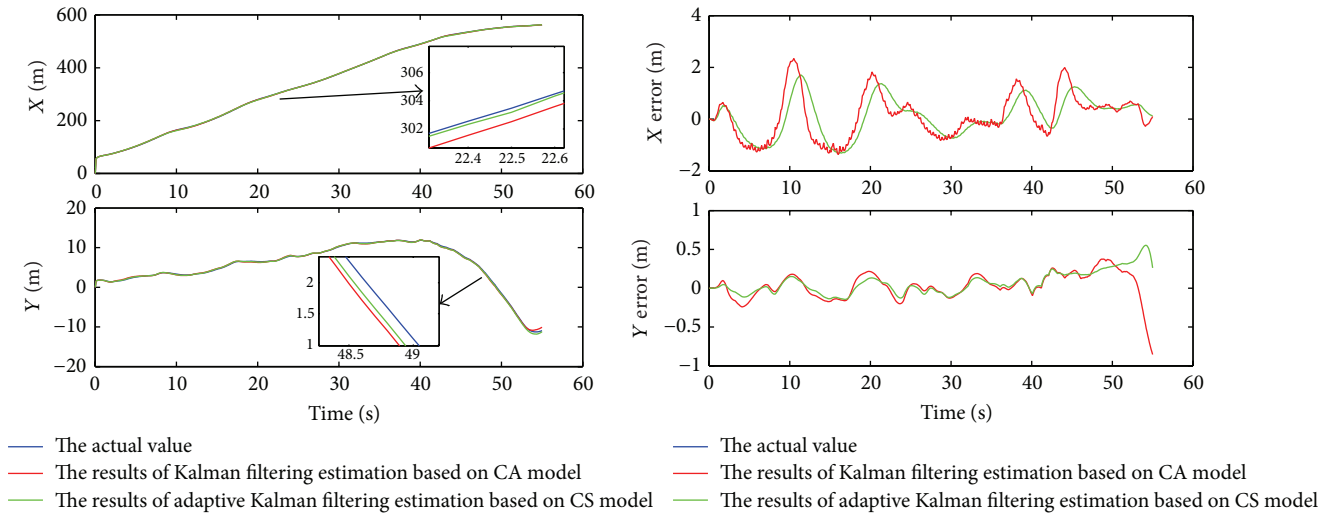 600
400
200
0
X (m)
306
304
302
22.4 22.5 22.6
0 10 20 30 40 50 60
20
10
0
−10
−20
Y (m)
2
1.5
1
48.5 49
0 10 20 30 40 50 60
Time (s)
The actual value
The results of Kalman filtering estimation based on CA model
The results of adaptive Kalman filtering estimation based on CS model
4
2
0
−2
X error (m)
0 10 20 30 40 50 60
1
0.5
0
−0.5
−1
Y error (m)
0 10 20 30 40 50 60
Time (s)
The actual value
The results of Kalman filtering estimation based on CA model
The results of adaptive Kalman filtering estimation based on CS model